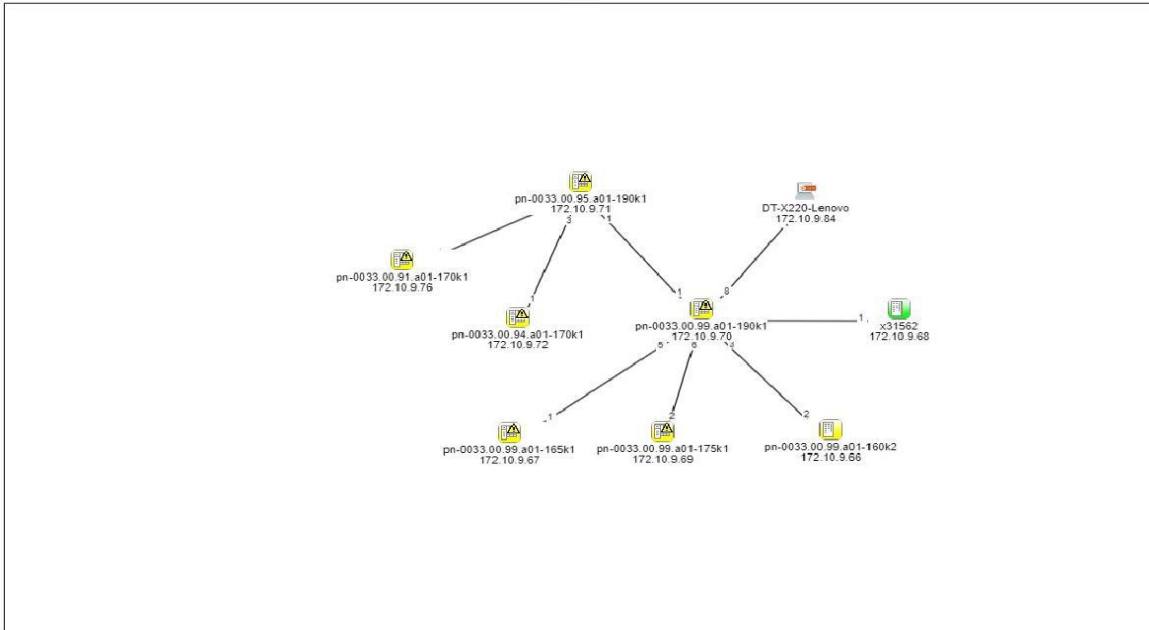 pn-0033.00.95.a01-190k1
172.10.9.71
3
1
DT-X220-Lenovo
172.10.9.84
pn-0033.00.91.a01-170k1
172.10.9.76
1
pn-0033.00.94.a01-170k1
172.10.9.72
1
8
pn-0033.00.99.a01-190k1
172.10.9.70
1
x31562
172.10.9.68
6
1
2
2
pn-0033.00.99.a01-165k1
172.10.9.67
pn-0033.00.99.a01-175k1
172.10.9.69
pn-0033.00.99.a01-160k2
172.10.9.66